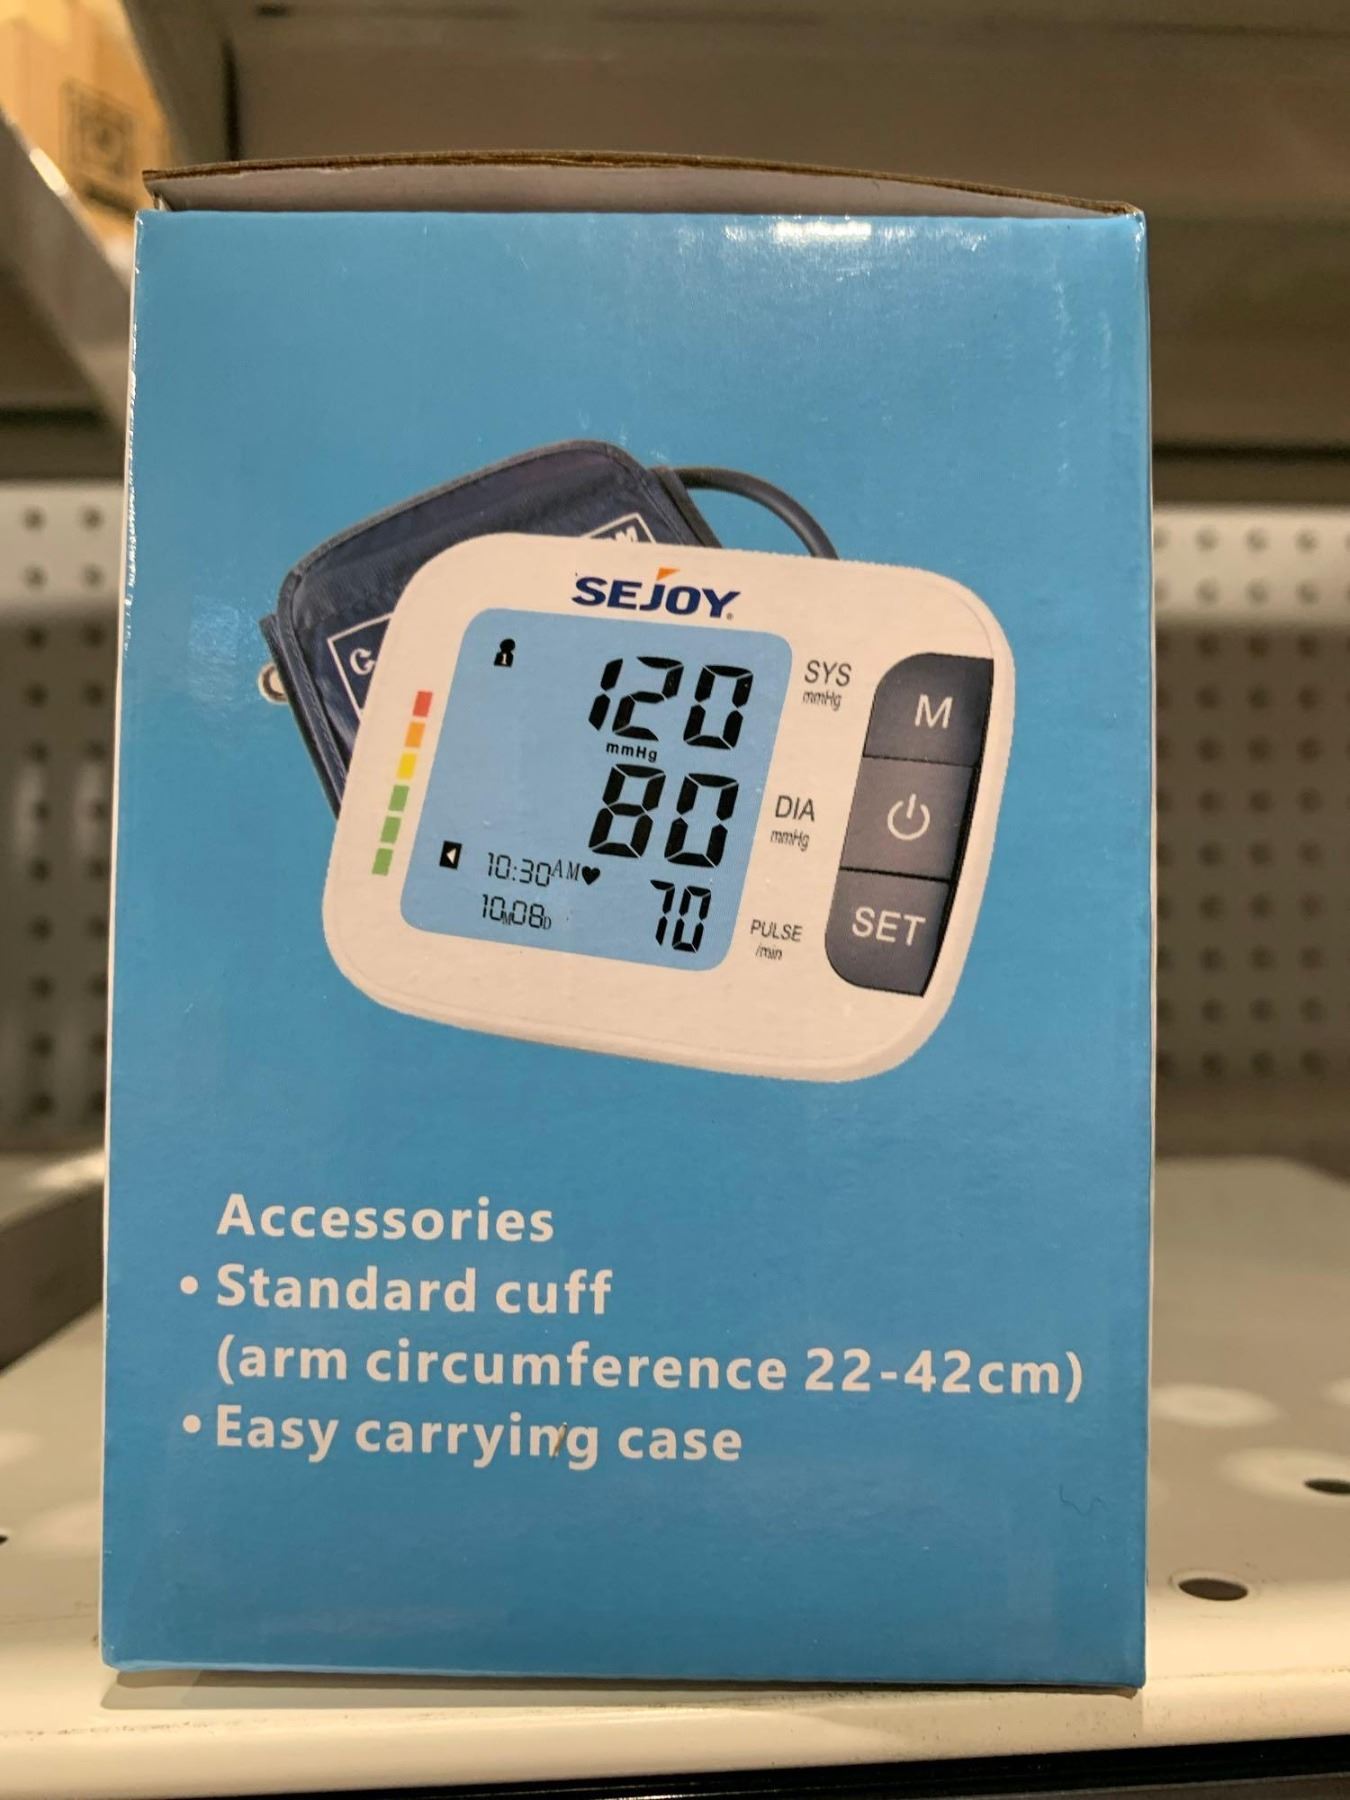 SEJOY
1
120
SYS
mmHg
M
mmHg
80
DIA
mmHg
10:30AM
10M08D
70
PULSE
/min
SET
Accessories
• Standard cuff
(arm circumference 22-42cm)
• Easy carrying case